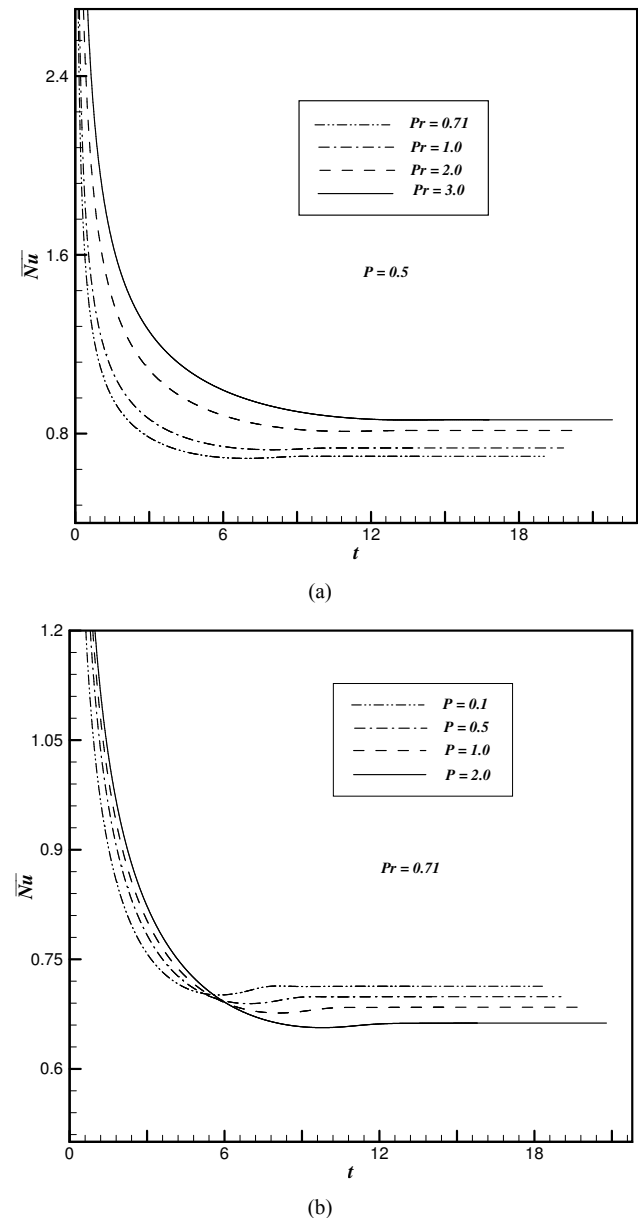 2.4
1.6
0.8
Nu
Pr = 0.71
Pr = 1.0
Pr = 2.0
Pr = 3.0
P = 0.5
0 6 12 18
t
(a)
1.2
1.05
0.9
0.75
0.6
Nu
P = 0.1
P = 0.5
P = 1.0
P = 2.0
Pr = 0.71
0 6 12 18
t
(b)